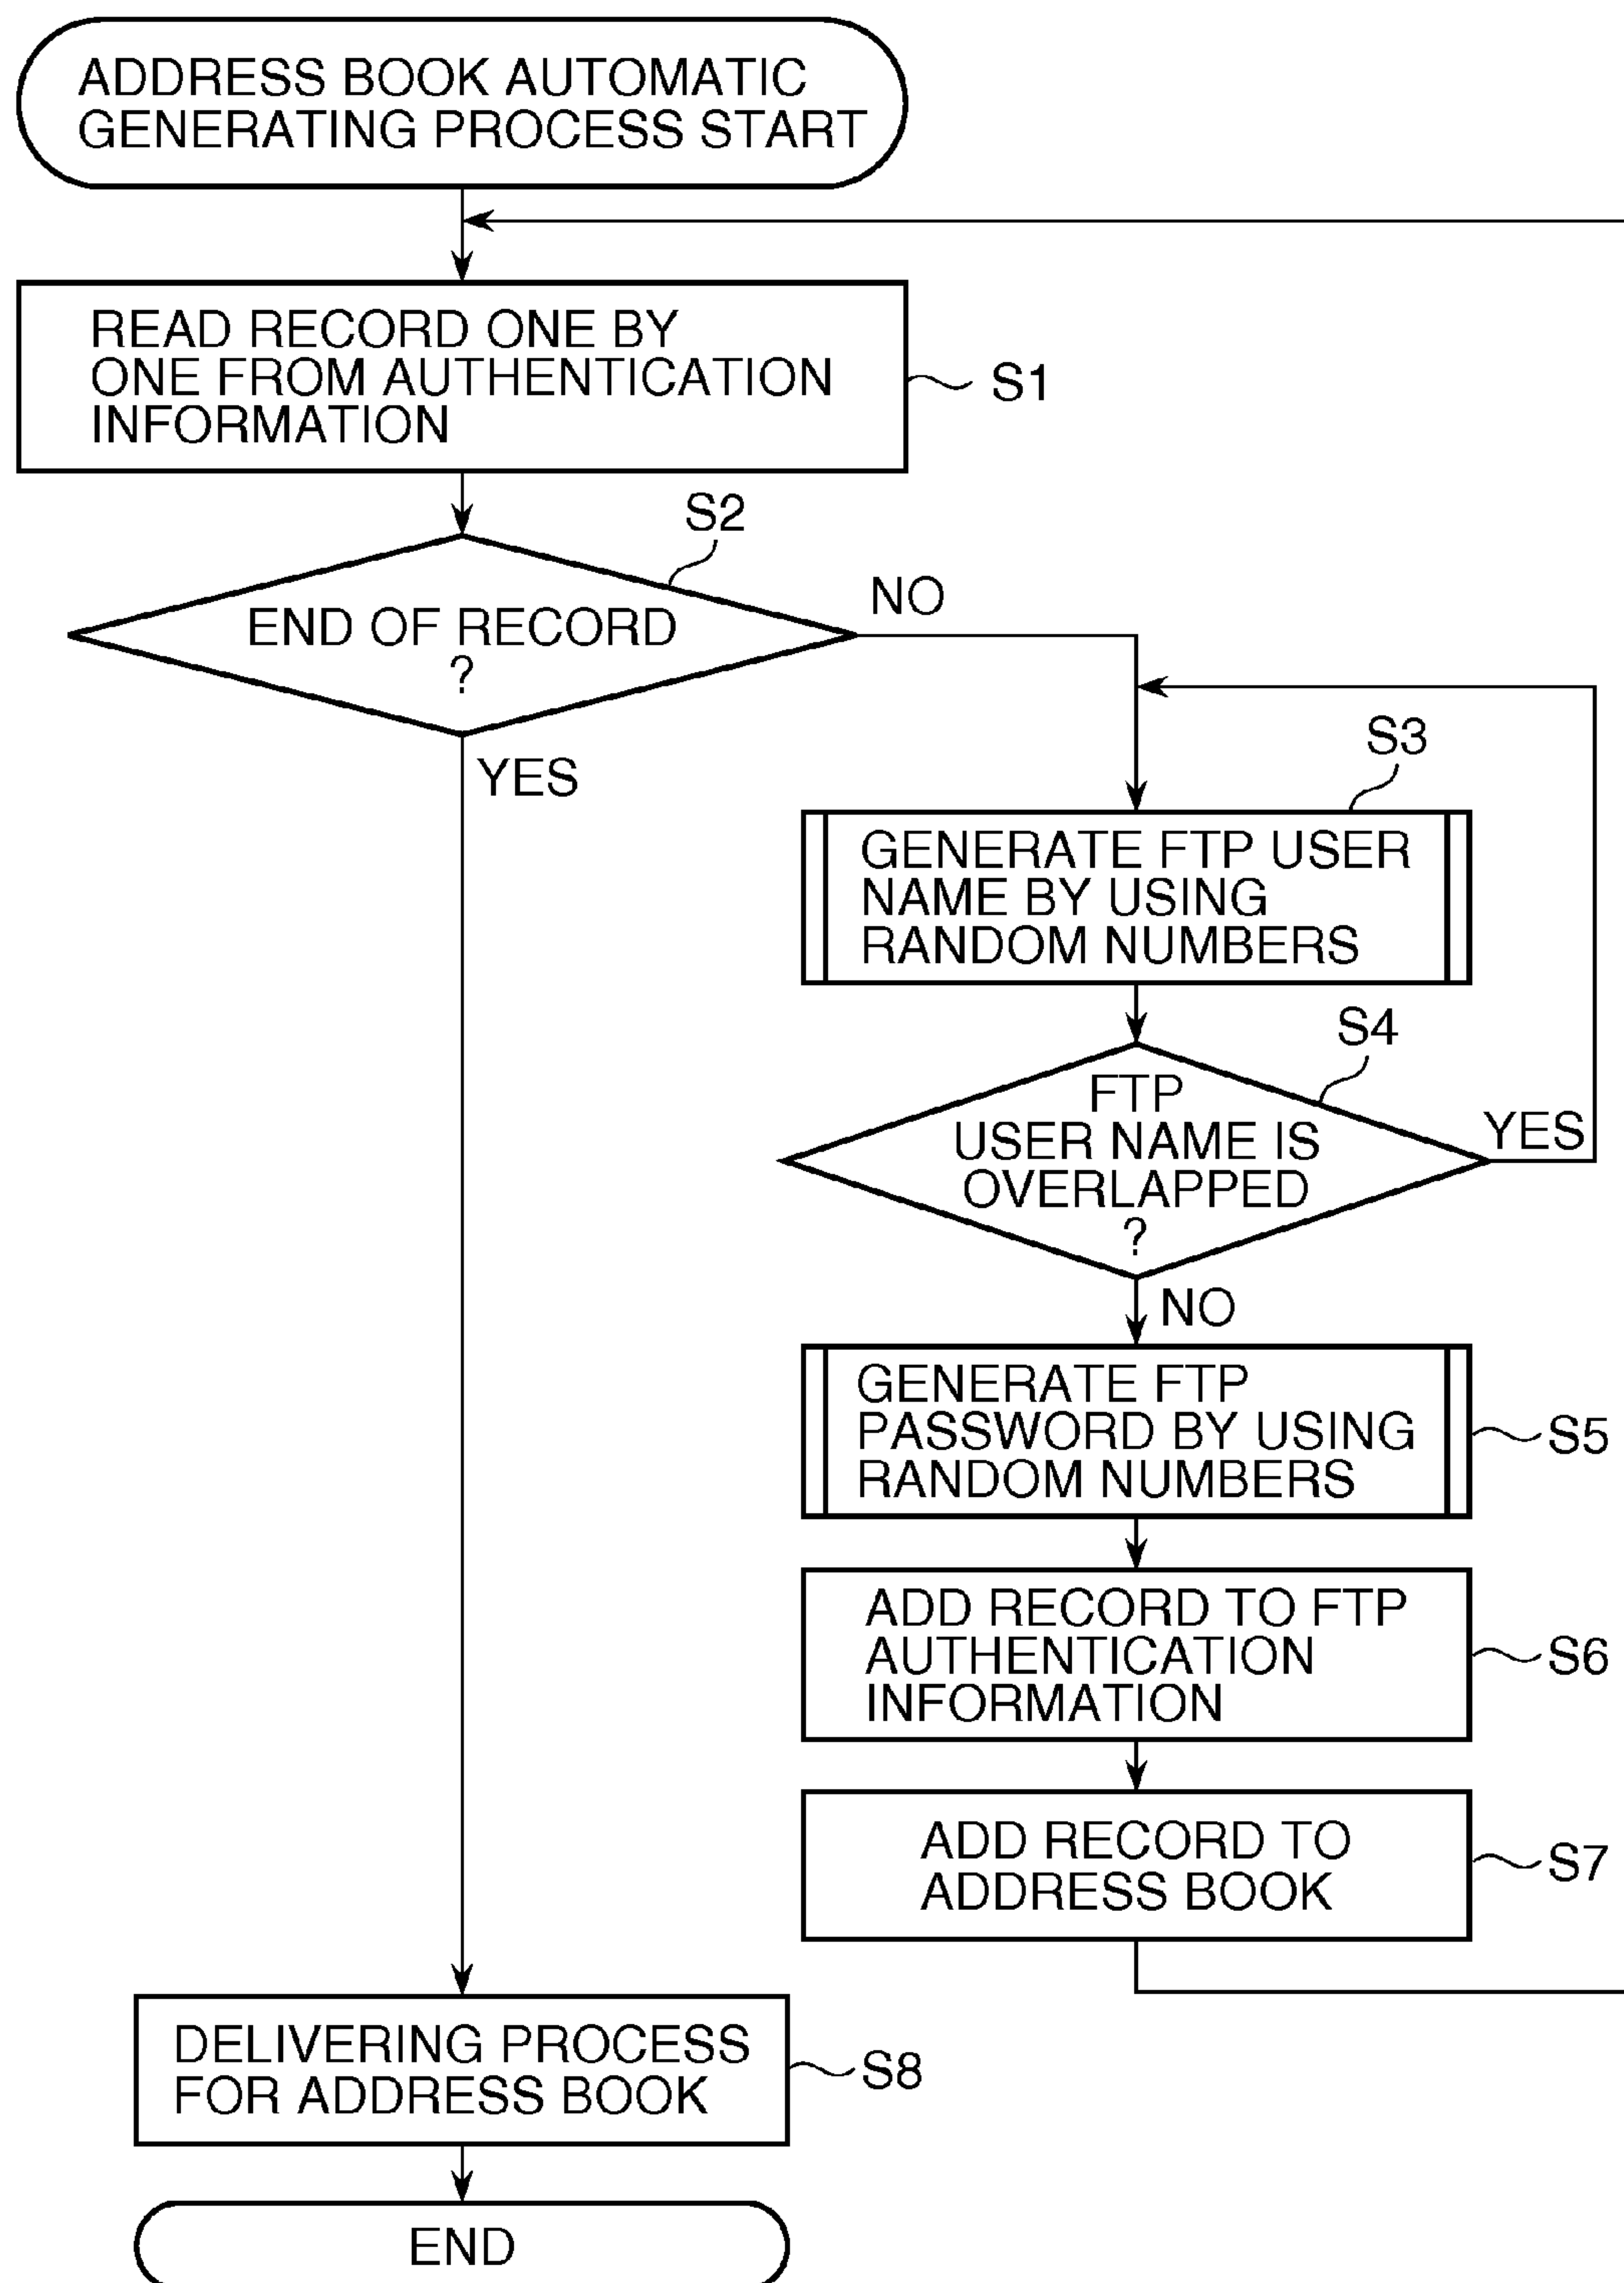 ADDRESS BOOK AUTOMATIC
GENERATING PROCESS START
READ RECORD ONE BY
ONE FROM AUTHENTICATION
INFORMATION
S1
S2
END OF RECORD
?
NO
YES
S3
GENERATE FTP USER
NAME BY USING
RANDOM NUMBERS
S4
FTP
USER NAME IS
OVERLAPPED
?
YES
NO
GENERATE FTP
PASSWORD BY USING
RANDOM NUMBERS
S5
ADD RECORD TO FTP
AUTHENTICATION
INFORMATION
S6
ADD RECORD TO
ADDRESS BOOK
S7
DELIVERING PROCESS
FOR ADDRESS BOOK
S8
END